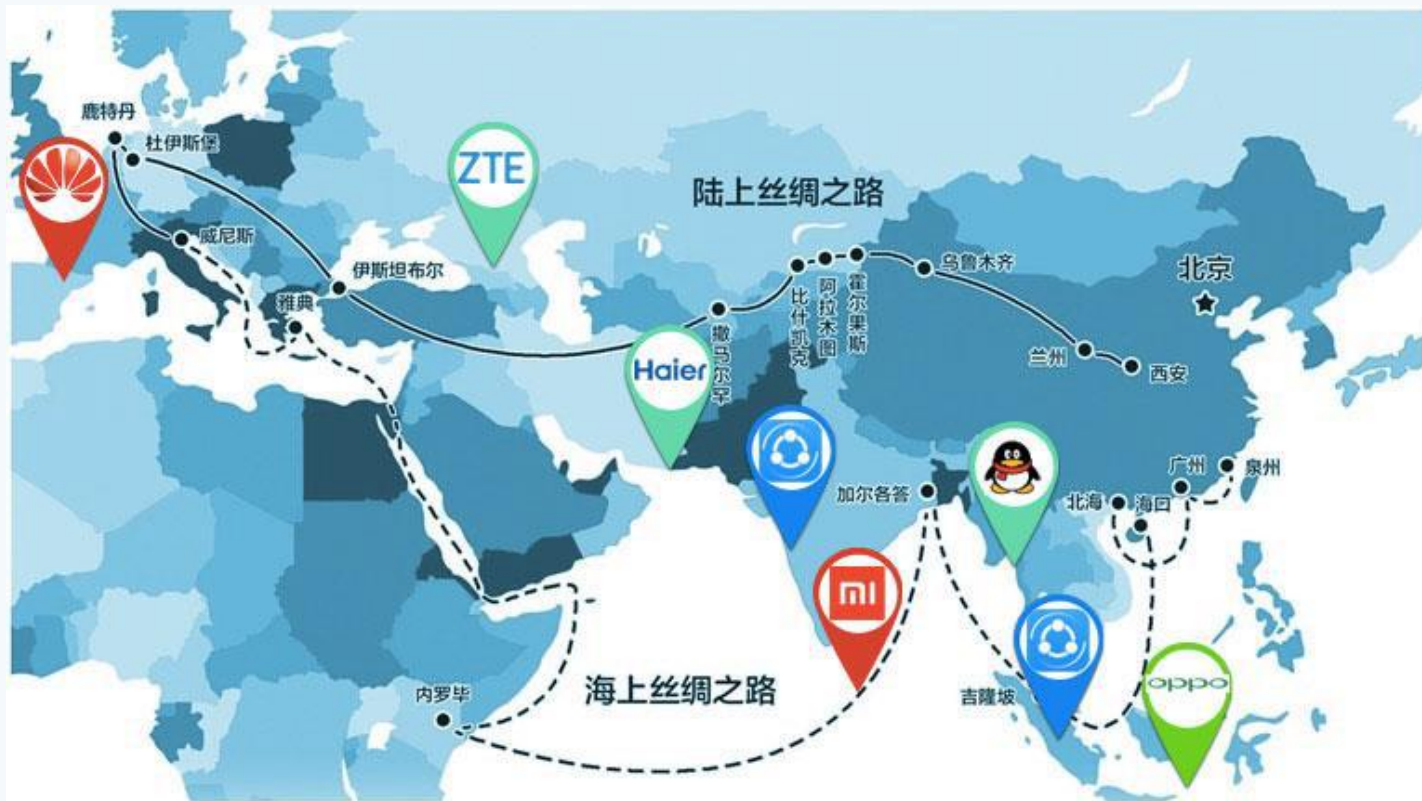 鹿特丹
杜伊斯堡
ZTE
陆上丝绸之路
威尼斯
伊斯坦布尔
雅典
乌鲁木齐
北京
霍尔果斯
阿拉木图
比什凯克
撒马尔罕
兰州
西安
Haier
加尔各答
广州
泉州
北海
海口
mi
海上丝绸之路
内罗毕
吉隆坡
oppo